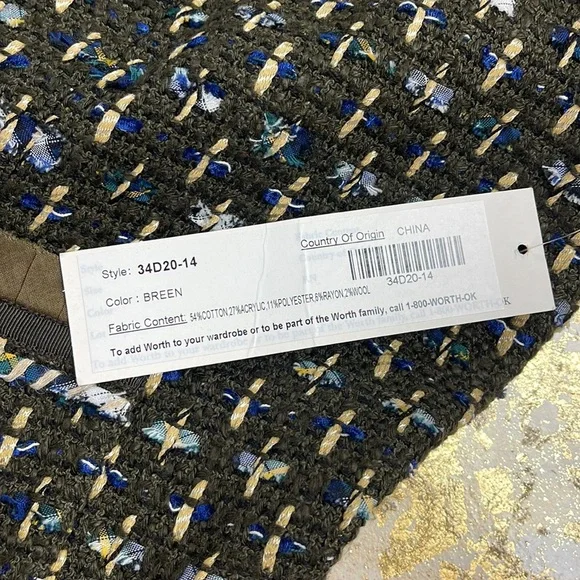 Style: 34D20-14
Country Of Origin CHINA
Color : BREEN
34D20-14
Fabric Content: 54%COTTON,27%ACRYLIC,11%POLYESTER,6%RAYON,2%WOOL
To add Worth to your wardrobe or to be part of the Worth family, call 1-800-WORTH-OK